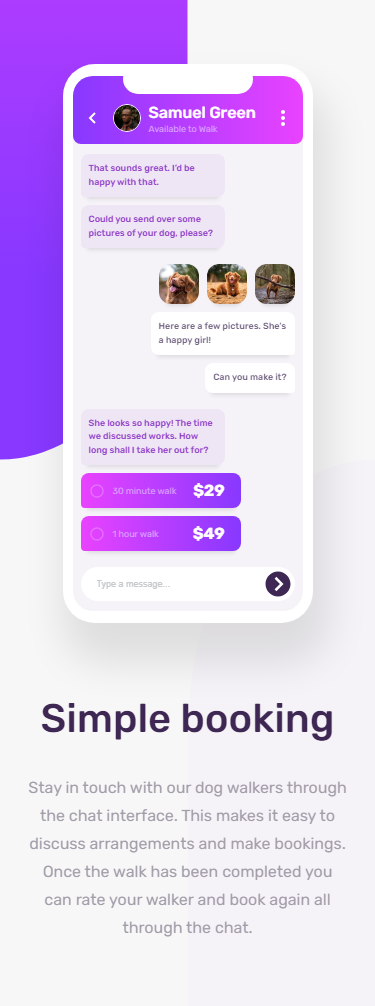 Samuel Green
Available to Walk
That sounds great. I'd be
happy with that.
Could you send over some
pictures of your dog, please?
Here are a few pictures. She's
a happy girl!
Can you make it?
She looks so happy! The time
we discussed works. How
long shall I take her out for?
30 minute walk $29
1 hour walk $49
Type a message...
Simple booking
Stay in touch with our dog walkers through
the chat interface. This makes it easy to
discuss arrangements and make bookings.
Once the walk has been completed you
can rate your walker and book again all
through the chat.